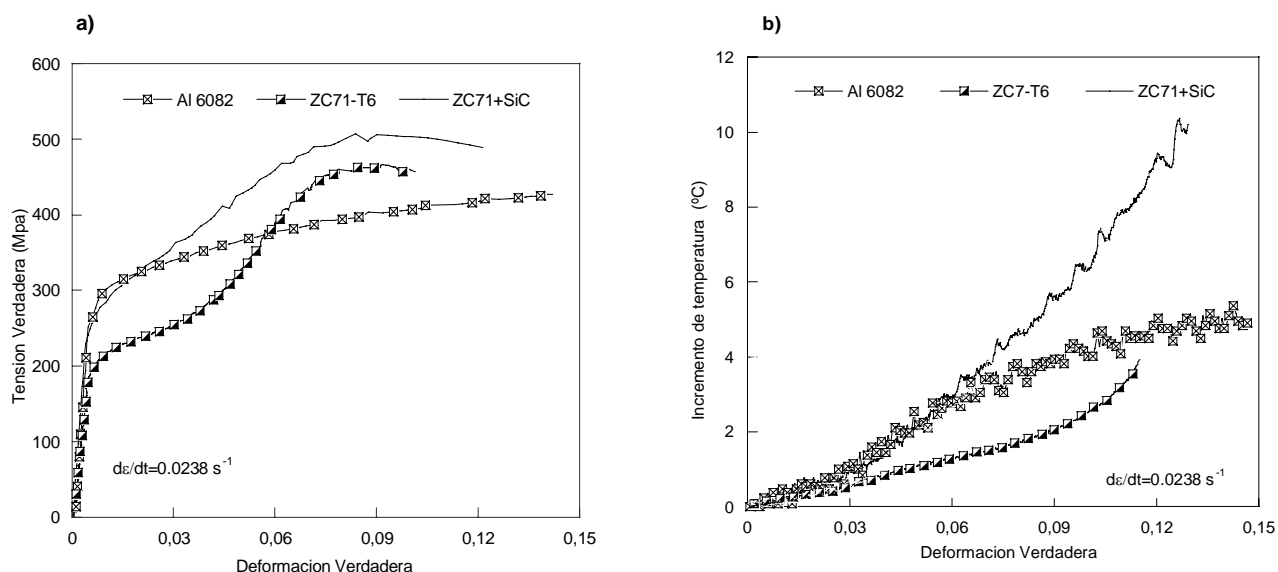 a)
600
500
400
300
200
100
0
Tension Verdadera (Mpa)
Al 6082
ZC71-T6
ZC71+SiC
dε/dt=0.0238 s⁻¹
0
0,03
0,06
0,09
0,12
0,15
Deformacion Verdadera
b)
12
10
8
6
4
2
0
Incremento de temperatura (ºC)
Al 6082
ZC7-T6
ZC71+SiC
dε/dt=0.0238 s⁻¹
0
0,03
0,06
0,09
0,12
0,15
Deformacion Verdadera